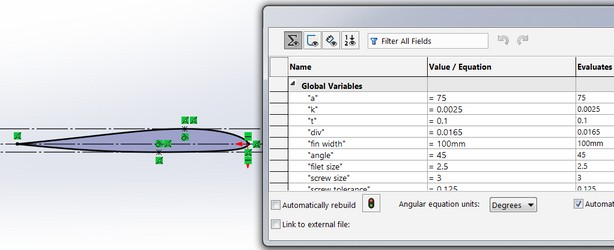 Filter All Fields
Name Value / Equation Evaluates
Global Variables
"a" = 75 75
"k" = 0.0025 0.0025
"t" = 0.1 0.1
"div" = 0.0165 0.0165
"fin width" = 100mm 100mm
"angle" = 45 45
"filet size" = 2.5 2.5
"screw size" = 3 3
"screw tolerance" = 0.125 0.125
Automatically rebuild Angular equation units: Degrees Automat
Link to external file: